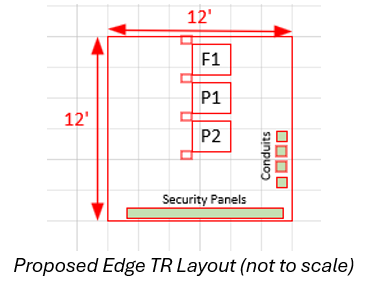 12'
F1
12'
P1
P2
Conduits
Security Panels
Proposed Edge TR Layout (not to scale)